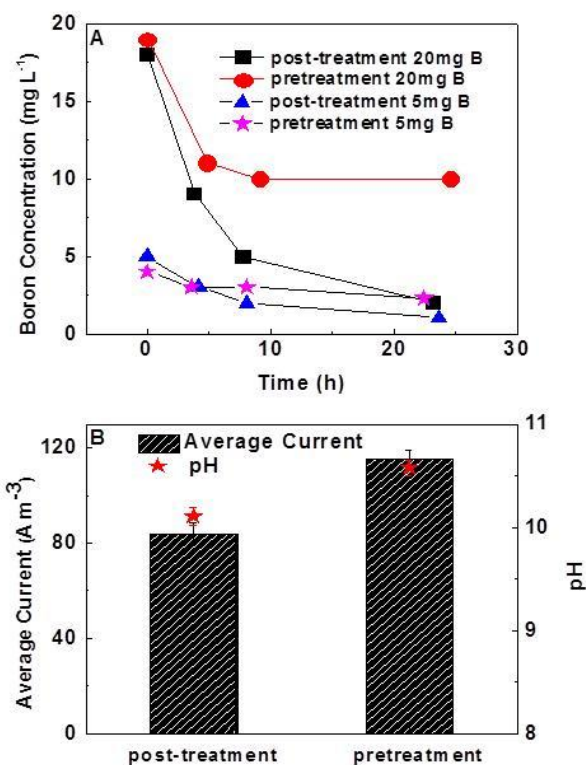 A
post-treatment 20mg B
pretreatment 20mg B
post-treatment 5mg B
pretreatment 5mg B
Boron Concentration (mg L⁻¹)
20
15
10
5
0
0 10 20 30
Time (h)
B
Average Current
pH
Average Current (A m⁻³)
120
80
40
0
11
10
9
8
pH
post-treatment pretreatment